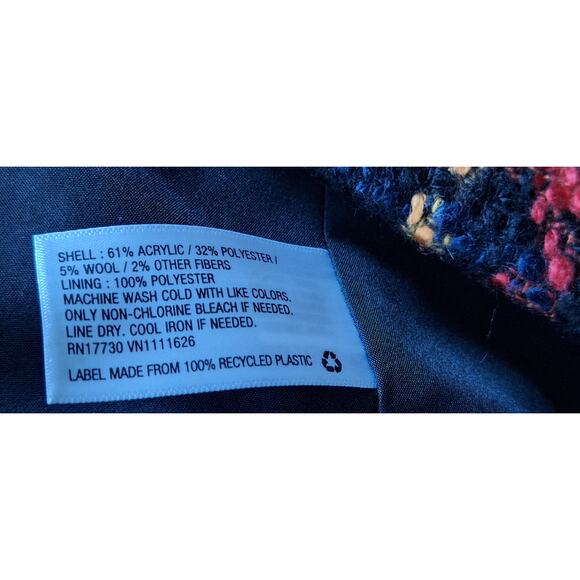 SHELL : 61% ACRYLIC / 32% POLYESTER /
5% WOOL / 2% OTHER FIBERS
LINING : 100% POLYESTER
MACHINE WASH COLD WITH LIKE COLORS.
ONLY NON-CHLORINE BLEACH IF NEEDED.
LINE DRY. COOL IRON IF NEEDED.
RN17730 VN1111626
LABEL MADE FROM 100% RECYCLED PLASTIC